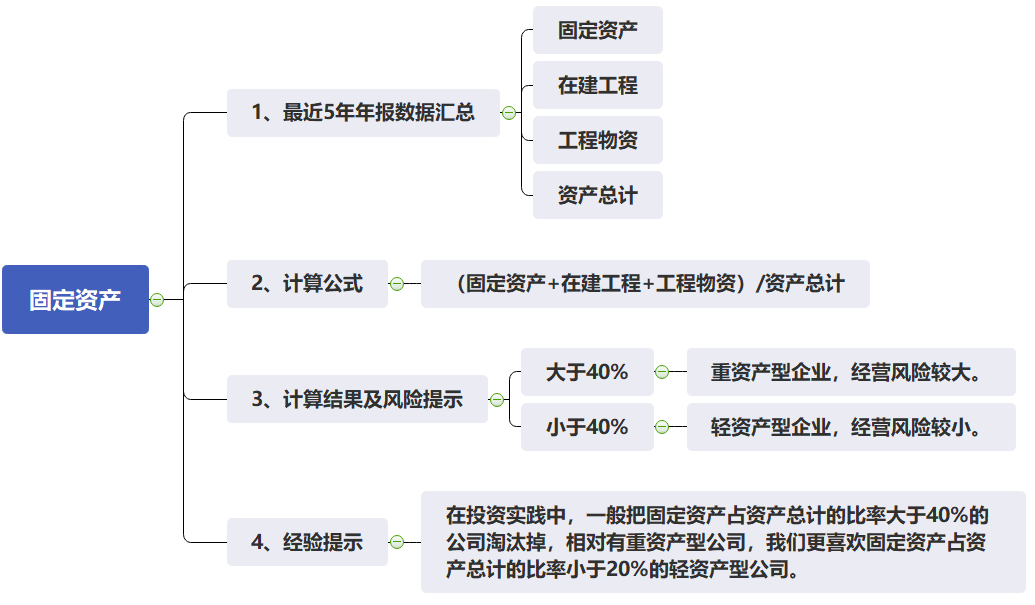 固定资产
1、最近5年年报数据汇总
固定资产
在建工程
工程物资
资产总计
2、计算公式
（固定资产+在建工程+工程物资）/资产总计
3、计算结果及风险提示
大于40%
重资产型企业，经营风险较大。
小于40%
轻资产型企业，经营风险较小。
4、经验提示
在投资实践中，一般把固定资产占资产总计的比率大于40%的
公司淘汰掉，相对有重资产型公司，我们更喜欢固定资产占资
产总计的比率小于20%的轻资产型公司。